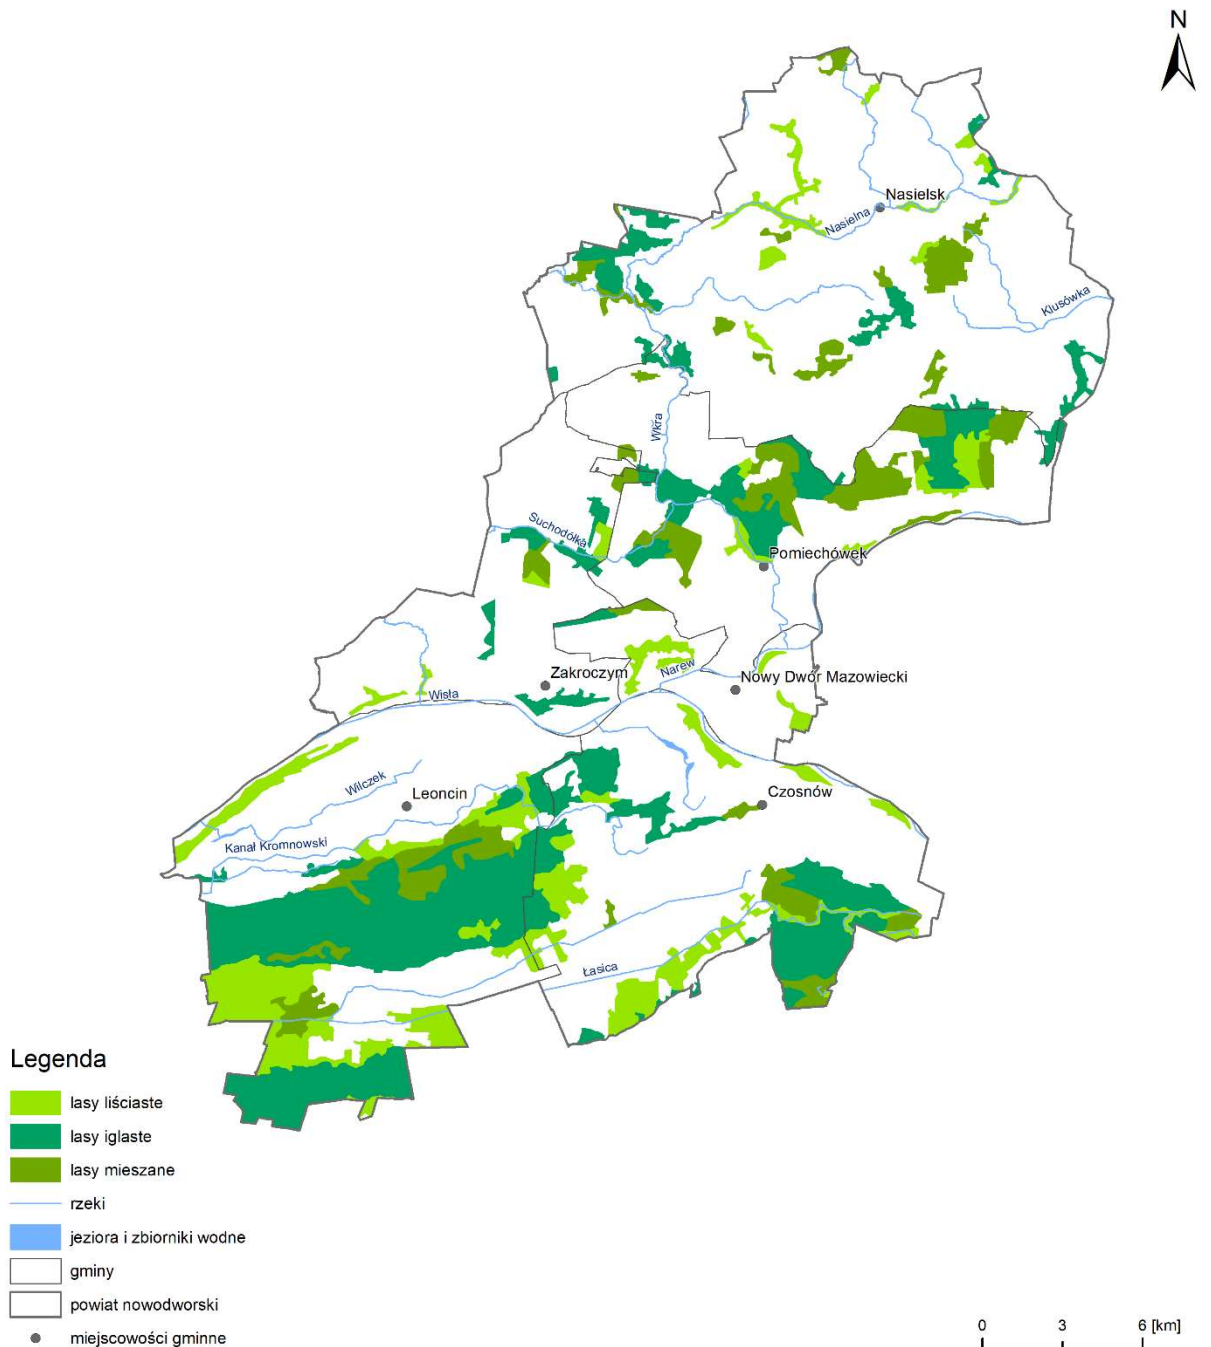 N
Nasielsk
Nasielna
Klusówka
Wkra
Suchodółka
Pomiechówek
Zakroczym
Narew
Nowy Dwór Mazowiecki
Wisła
Wilczek
Leoncin
Czosnów
Kanał Kromnowski
Łasica
Legenda
lasy liściaste
lasy iglaste
lasy mieszane
rzeki
jeziora i zbiorniki wodne
gminy
powiat nowodworski
miejscowości gminne
0 3 6 [km]